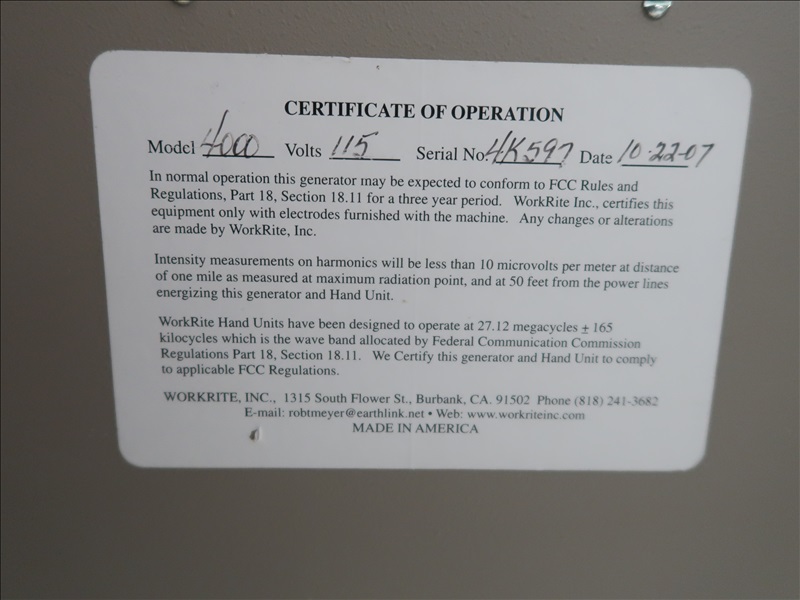 CERTIFICATE OF OPERATION
Model 4000 Volts 115 Serial No. 4K597 Date 10-22-07
In normal operation this generator may be expected to conform to FCC Rules and
Regulations, Part 18, Section 18.11 for a three year period. WorkRite Inc., certifies this
equipment only with electrodes furnished with the machine. Any changes or alterations
are made by WorkRite, Inc.
Intensity measurements on harmonics will be less than 10 microvolts per meter at distance
of one mile as measured at maximum radiation point, and at 50 feet from the power lines
energizing this generator and Hand Unit.
WorkRite Hand Units have been designed to operate at 27.12 megacycles ± 165
kilocycles which is the wave band allocated by Federal Communication Commission
Regulations Part 18, Section 18.11. We Certify this generator and Hand Unit to comply
to applicable FCC Regulations.
WORKRITE, INC., 1315 South Flower St., Burbank, CA. 91502 Phone (818) 241-3682
E-mail: robtmeyer@earthlink.net • Web: www.workriteinc.com
MADE IN AMERICA